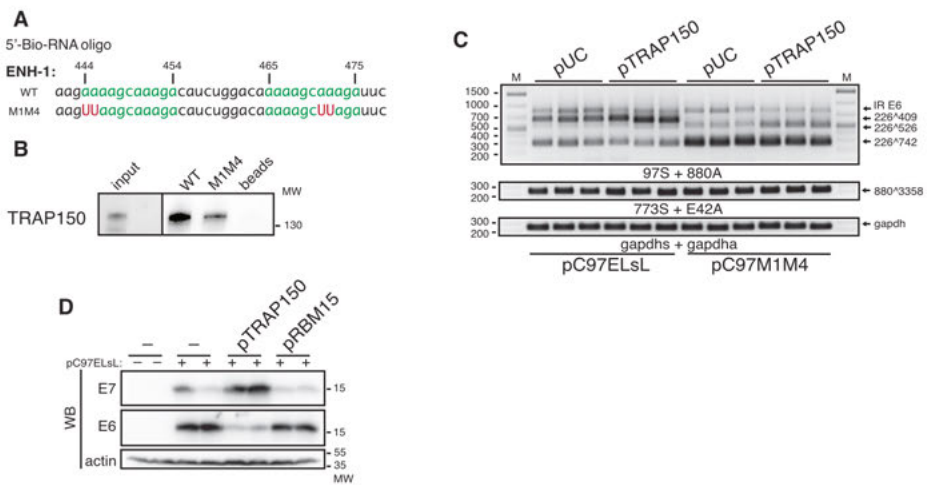 A
5'-Bio-RNA oligo
ENH-1: 444 454 465 475
WT aagaaaagcaaagacaucuggacaaaaagcaaagauuc
M1M4 aagUUaagcaaagacaucuggacaaaaagcUUagauuc
B
input WT M1M4 beads
MW
TRAP150
130
C
pUC pTRAP150 pUC pTRAP150
M M
1500
1000
700
500
400
300
200
IR E6
226^409
226^526
226^742
97S + 880A
300
200
880^3358
773S + E42A
300
200
gapdh
gapdhs + gapdha
pC97ELsL pC97M1M4
D
– – pTRAP150 pRBM15
pC97ELsL: – – + + + + + +
WB
E7 15
E6 15
actin 55
35
MW